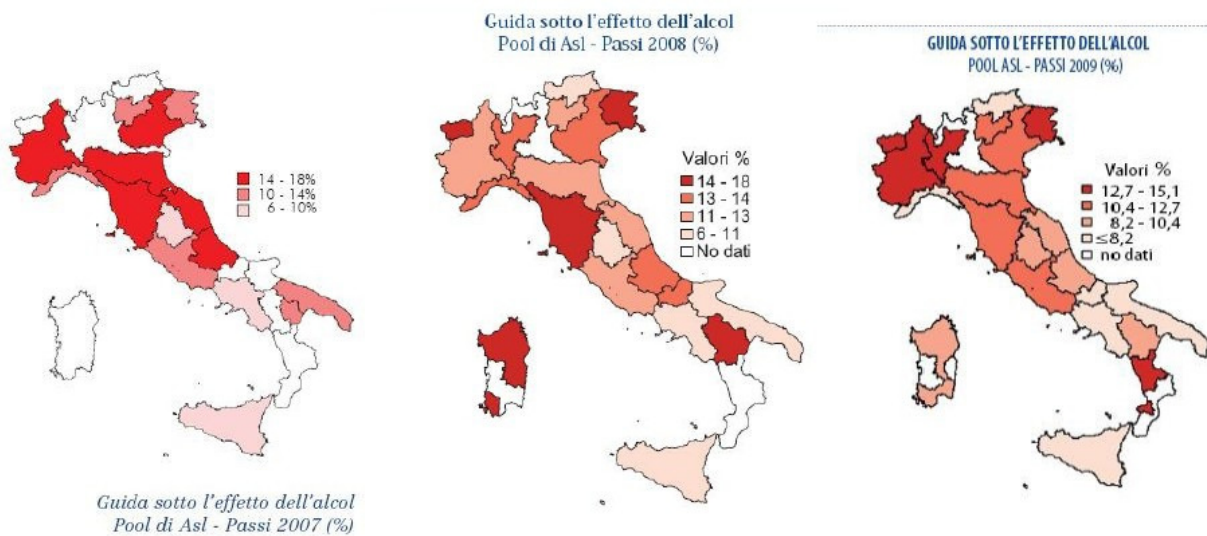 14 - 18%
10 - 14%
6 - 10%
Guida sotto l'effetto dell'alcol
Pool di Asl - Passi 2007 (%)
Guida sotto l'effetto dell'alcol
Pool di Asl - Passi 2008 (%)
Valori %
14 - 18
13 - 14
11 - 13
6 - 11
No dati
GUIDA SOTTO L'EFFETTO DELL'ALCOL
POOL ASL - PASSI 2009 (%)
Valori %
12,7 - 15,1
10,4 - 12,7
8,2 - 10,4
≤8,2
no dati